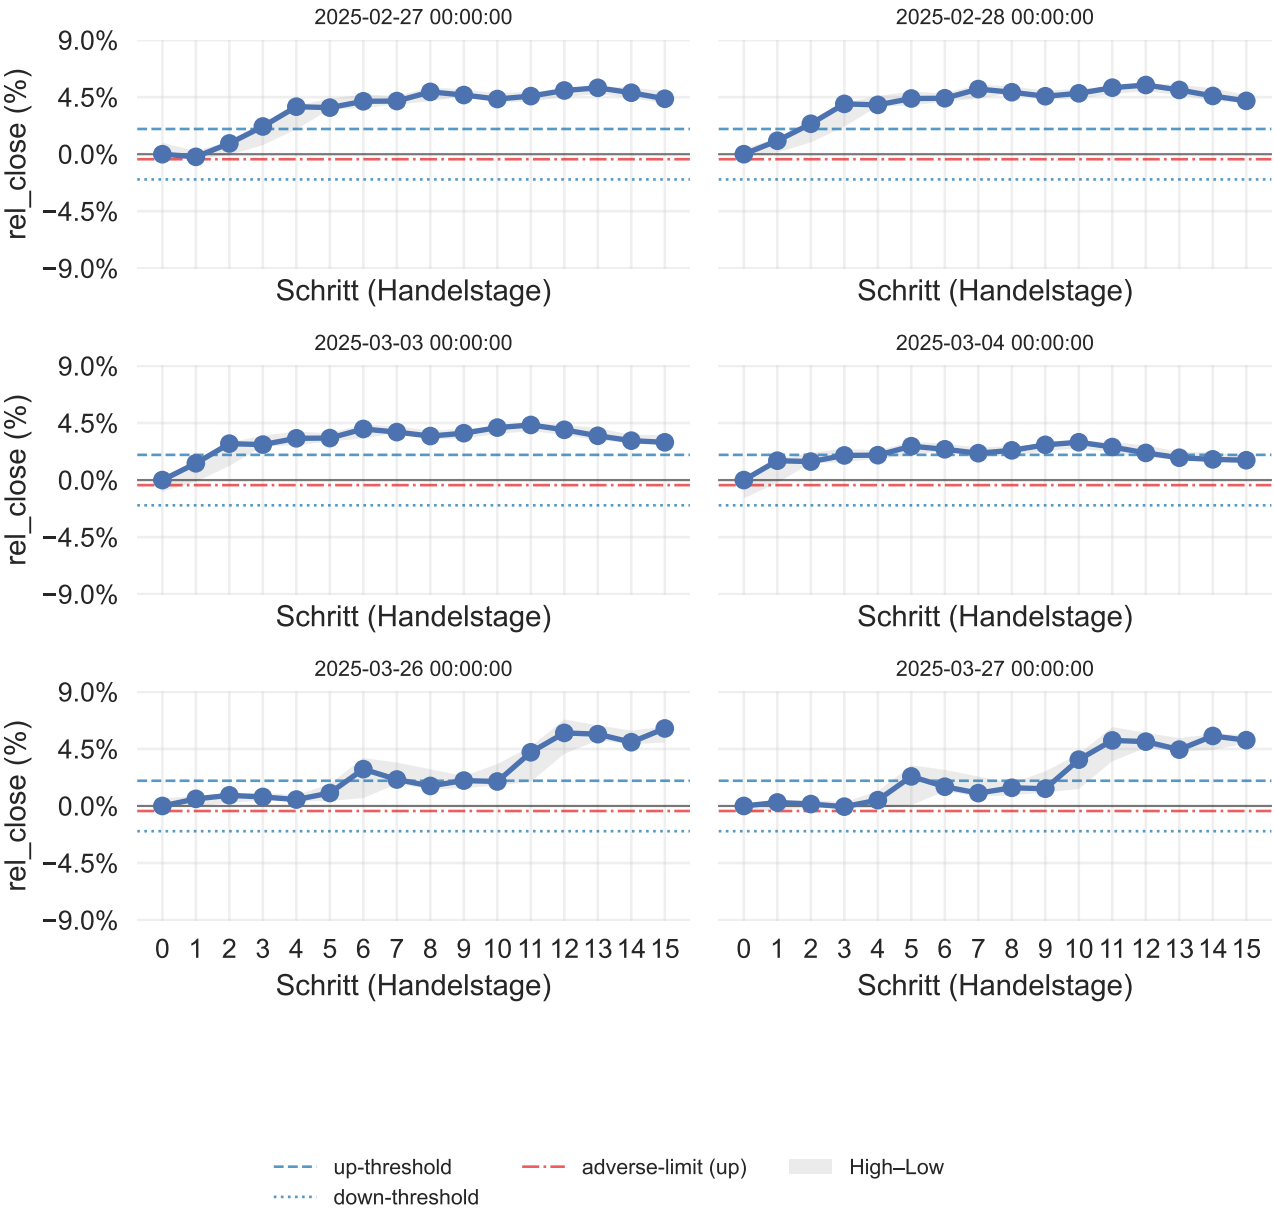 2025-02-27 00:00:00
2025-02-28 00:00:00
9.0%
4.5%
0.0%
−4.5%
−9.0%
rel_close (%)
Schritt (Handelstage)
Schritt (Handelstage)
2025-03-03 00:00:00
2025-03-04 00:00:00
9.0%
4.5%
0.0%
−4.5%
−9.0%
rel_close (%)
Schritt (Handelstage)
Schritt (Handelstage)
2025-03-26 00:00:00
2025-03-27 00:00:00
9.0%
4.5%
0.0%
−4.5%
−9.0%
rel_close (%)
0 1 2 3 4 5 6 7 8 9 10 11 12 13 14 15
0 1 2 3 4 5 6 7 8 9 10 11 12 13 14 15
Schritt (Handelstage)
Schritt (Handelstage)
up-threshold
adverse-limit (up)
High–Low
down-threshold